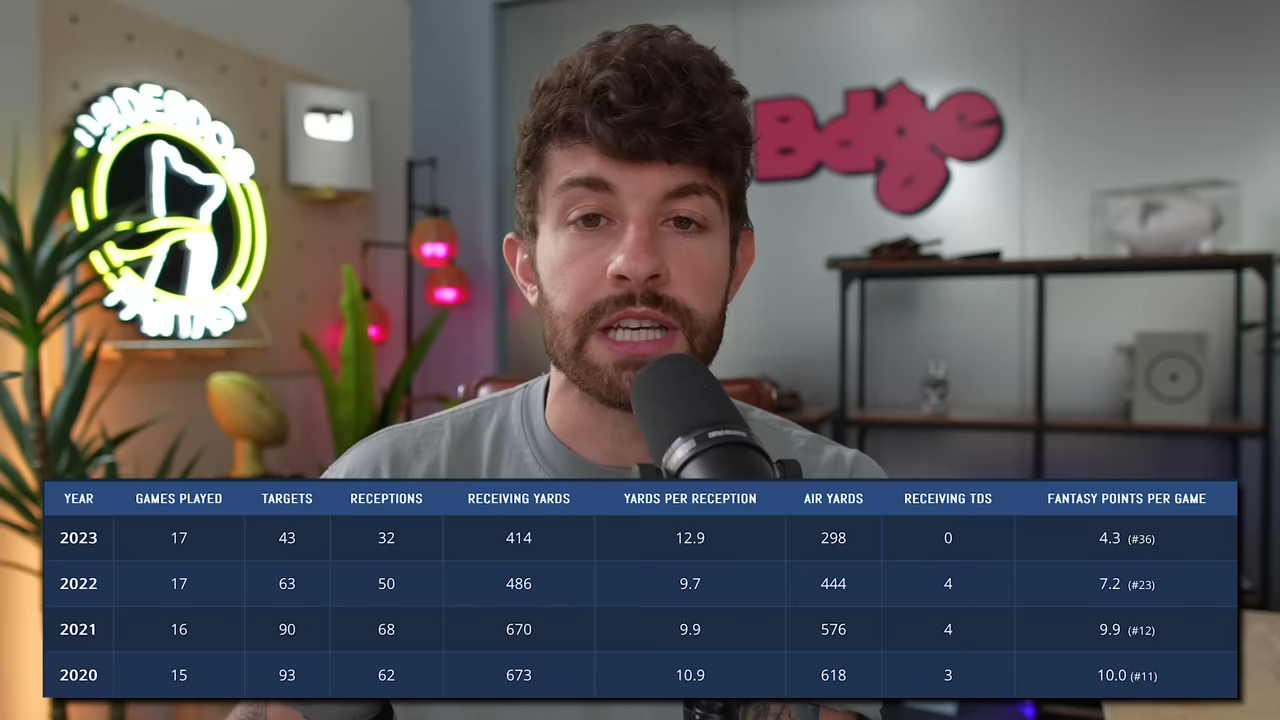 UNDERDOG
FANTASY
Bdge
YEAR GAMES PLAYED TARGETS RECEPTIONS RECEIVING YARDS YARDS PER RECEPTION AIR YARDS RECEIVING TDS FANTASY POINTS PER GAME
2023 17 43 32 414 12.9 298 0 4.3 (#36)
2022 17 63 50 486 9.7 444 4 7.2 (#23)
2021 16 90 68 670 9.9 576 4 9.9 (#12)
2020 15 93 62 673 10.9 618 3 10.0 (#11)